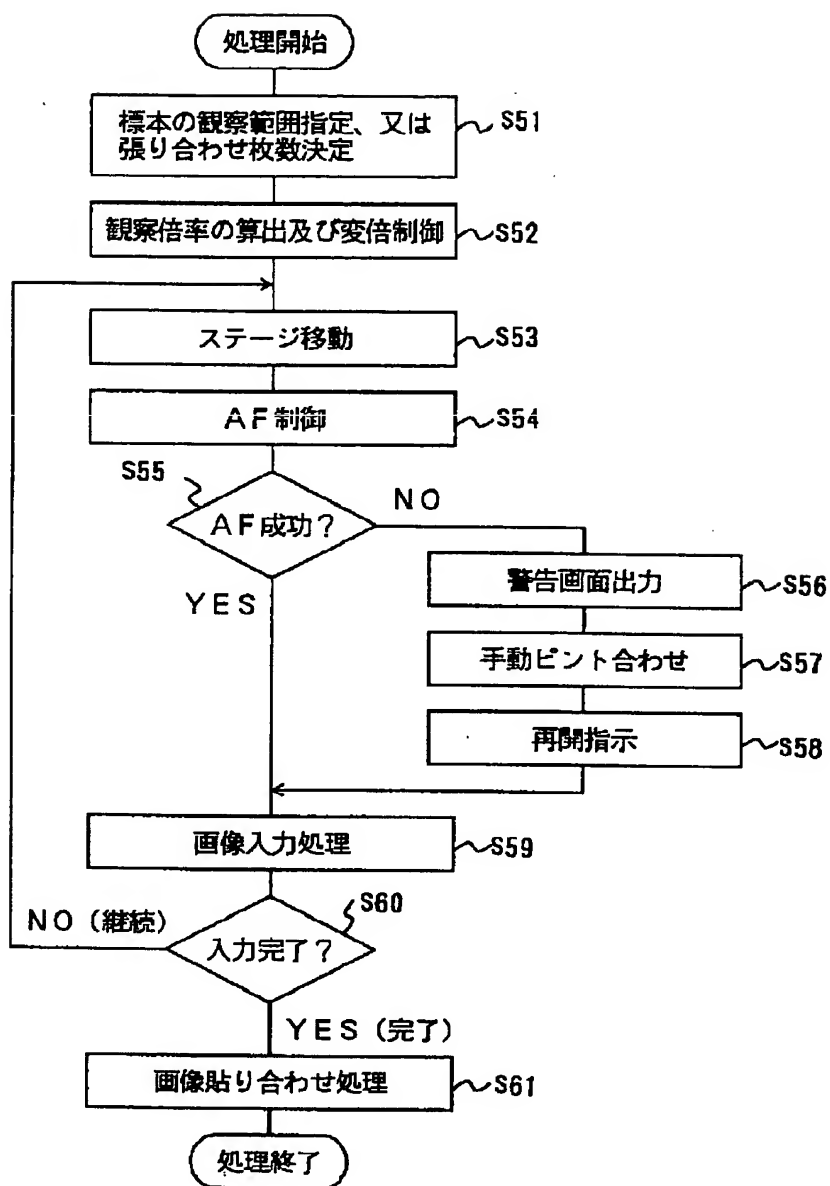 処理開始
標本の観察範囲指定、又は
張り合わせ枚数決定
S51
観察倍率の算出及び変倍制御
S52
ステージ移動
S53
AF制御
S54
S55
AF成功?
NO
YES
警告画面出力
S56
手動ピント合わせ
S57
再開指示
S58
画像入力処理
S59
NO(継続)
S60
入力完了?
YES(完了)
画像貼り合わせ処理
S61
処理終了